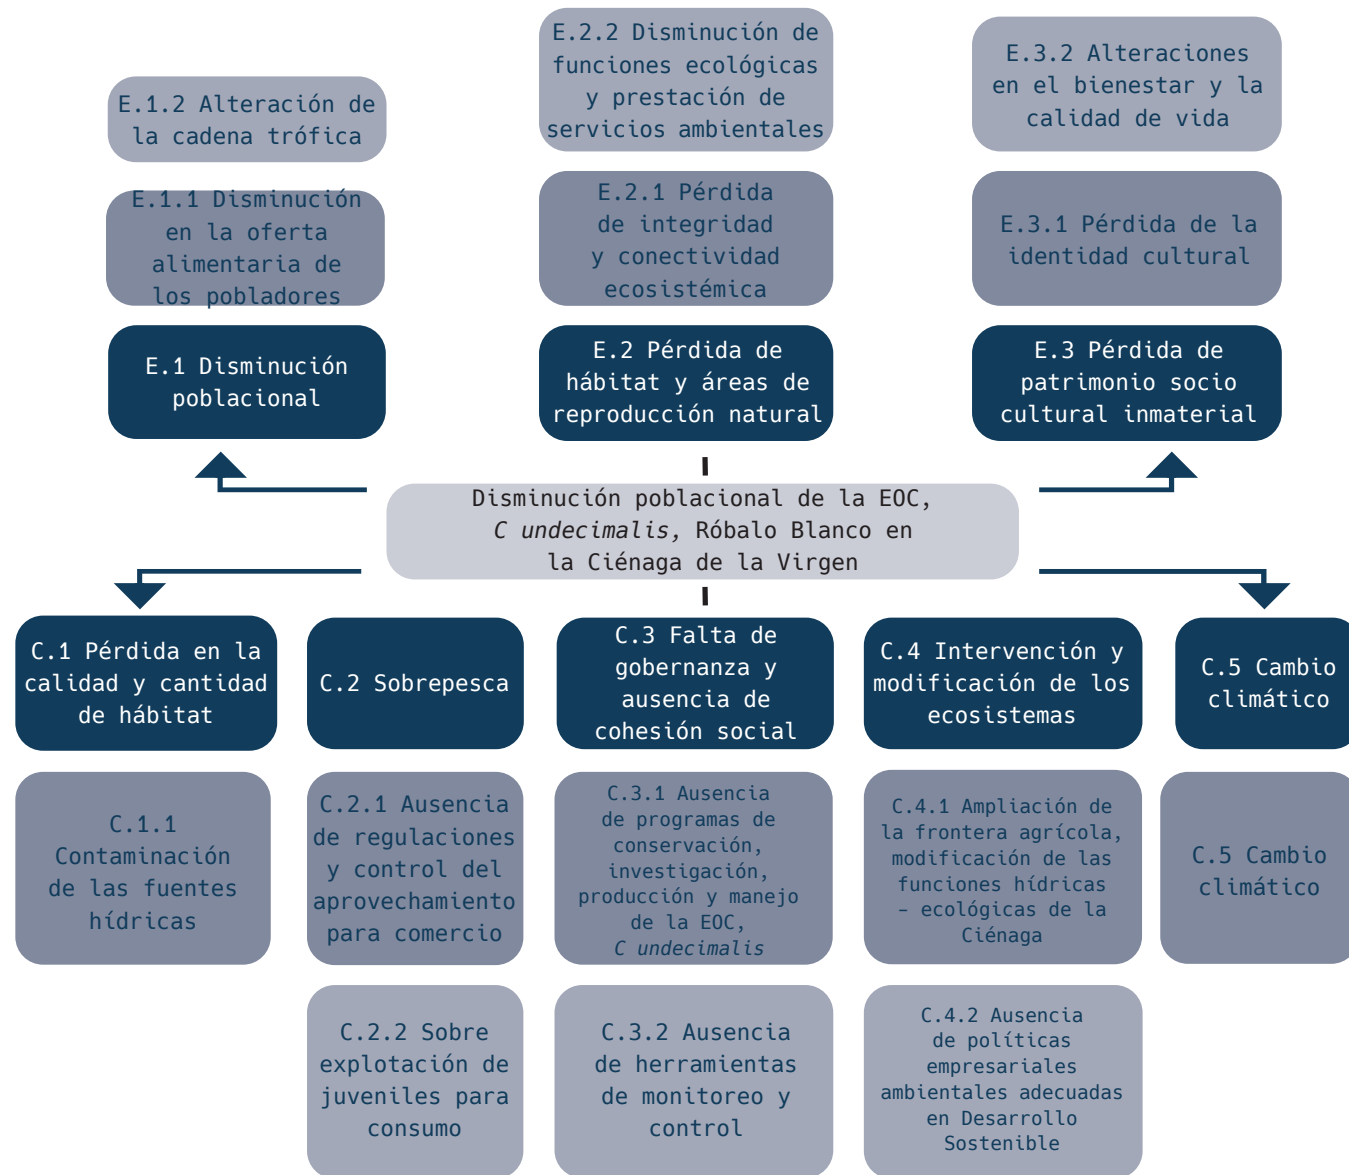 E.1.2 Alteración de
la cadena trófica
E.2.2 Disminución de
funciones ecológicas
y prestación de
servicios ambientales
E.3.2 Alteraciones
en el bienestar y la
calidad de vida
E.1.1 Disminución
en la oferta
alimentaria de
los pobladores
E.2.1 Pérdida
de integridad
y conectividad
ecosistémica
E.3.1 Pérdida de la
identidad cultural
E.1 Disminución
poblacional
E.2 Pérdida de
hábitat y áreas de
reproducción natural
E.3 Pérdida de
patrimonio socio
cultural inmaterial
Disminución poblacional de la EOC,
C undecimalis, Róbalo Blanco en
la Ciénaga de la Virgen
C.1 Pérdida en la
calidad y cantidad
de hábitat
C.2 Sobrepesca
C.3 Falta de
gobernanza y
ausencia de
cohesión social
C.4 Intervención y
modificación de los
ecosistemas
C.5 Cambio
climático
C.1.1
Contaminación
de las fuentes
hídricas
C.2.1 Ausencia
de regulaciones
y control del
aprovechamiento
para comercio
C.3.1 Ausencia
de programas de
conservación,
investigación,
producción y manejo
de la EOC,
C undecimalis
C.4.1 Ampliación de
la frontera agrícola,
modificación de las
funciones hídricas
– ecológicas de la
Ciénaga
C.5 Cambio
climático
C.2.2 Sobre
explotación de
juveniles para
consumo
C.3.2 Ausencia
de herramientas
de monitoreo y
control
C.4.2 Ausencia
de políticas
empresariales
ambientales adecuadas
en Desarrollo
Sostenible